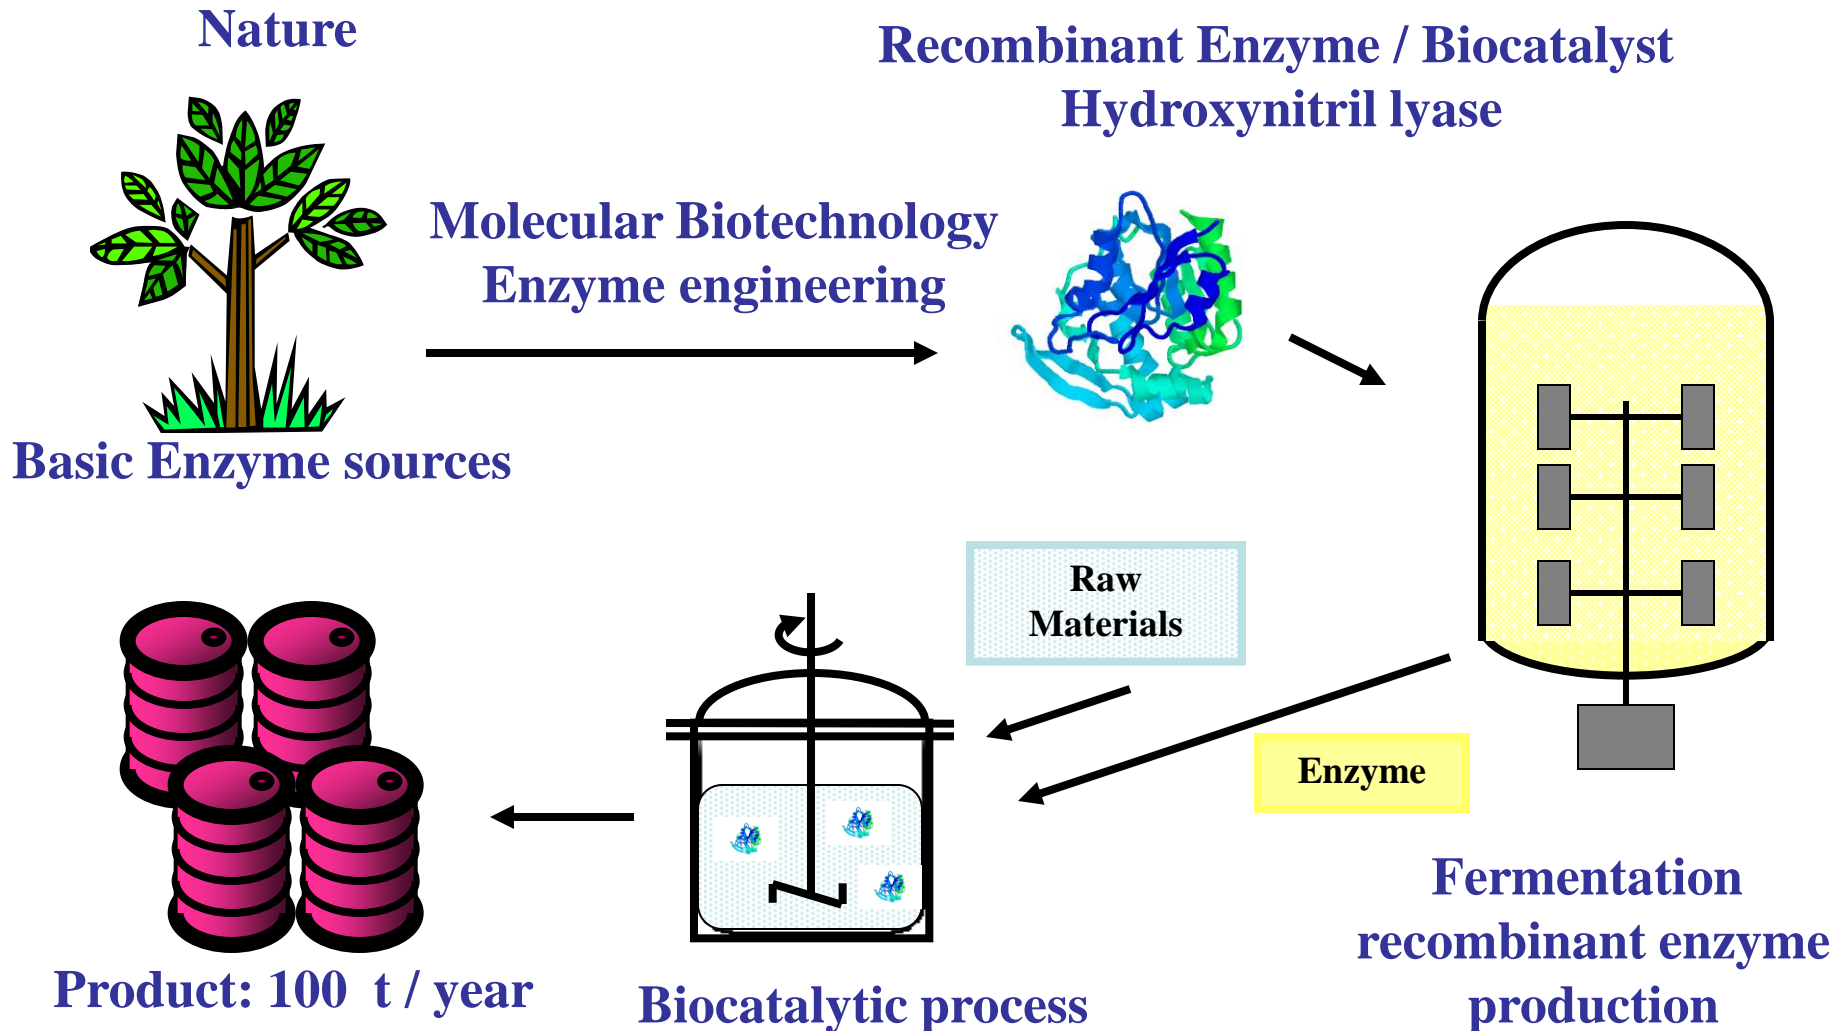 Nature
Recombinant Enzyme / Biocatalyst
Hydroxynitril lyase
Molecular Biotechnology
Enzyme engineering
Basic Enzyme sources
Raw
Materials
Enzyme
Fermentation
recombinant enzyme
production
Biocatalytic process
Product: 100  t / year